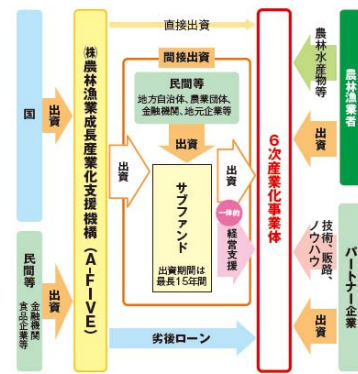 直接出資
国
出資
民間等
金融機関
食品企業等
出資
㈱農林漁業成長産業化支援機構（A-FIVE）
間接出資
民間等
地方自治体、農業団体、
金融機関、地元企業等
出資
出資
サブファンド
出資期間は
最長15年間
出資
一体的
経営支援
劣後ローン
6次産業化事業体
農林水産物等
出資
農林漁業者
技術、販路、
ノウハウ
出資
パートナー企業